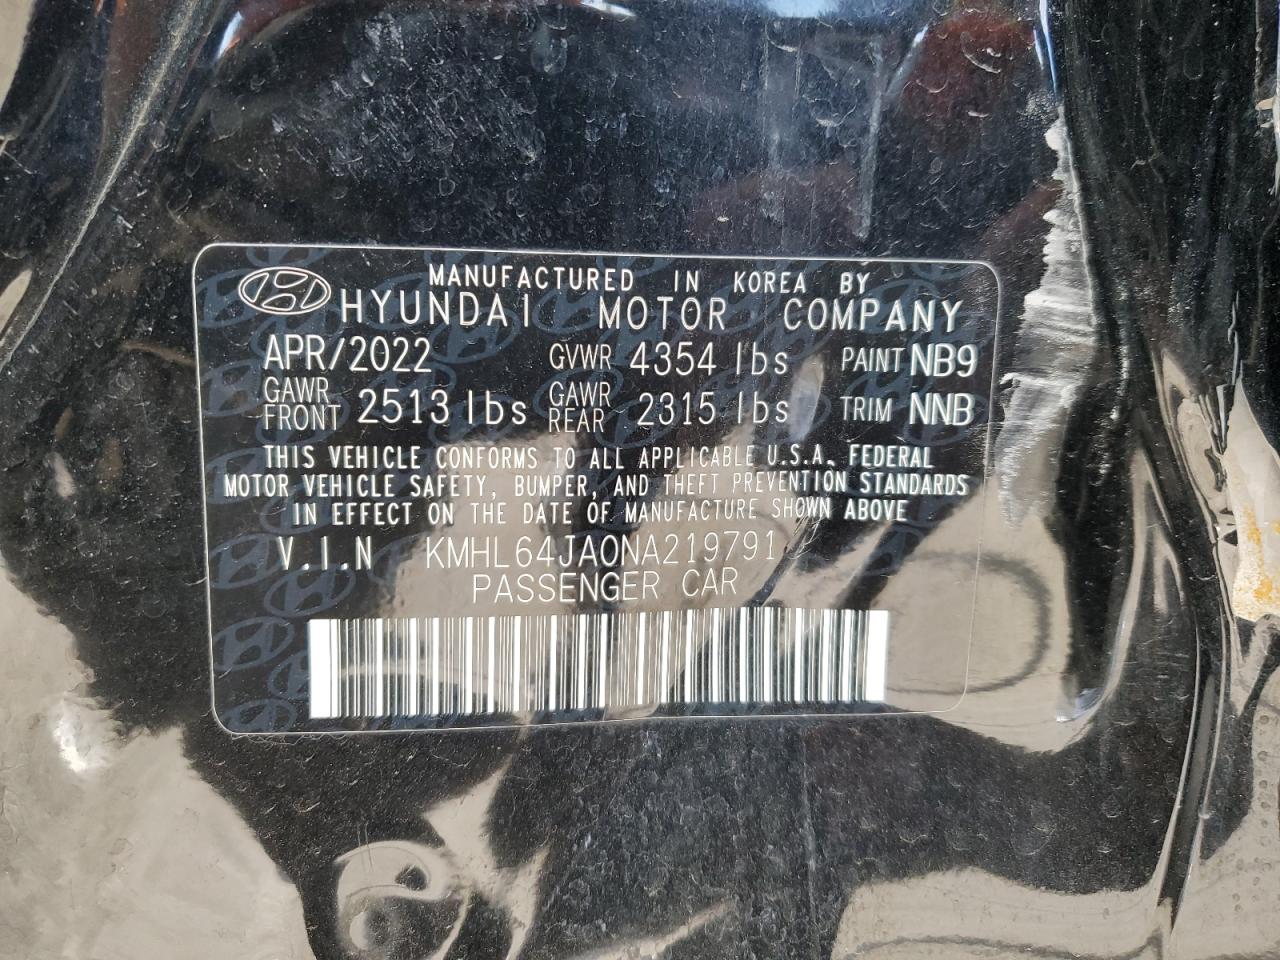 MANUFACTURED IN KOREA BY
HYUNDAI MOTOR COMPANY
APR/2022 GVWR 4354 lbs PAINT NB9
GAWR FRONT 2513 lbs GAWR REAR 2315 lbs TRIM NNB
THIS VEHICLE CONFORMS TO ALL APPLICABLE U.S.A. FEDERAL
MOTOR VEHICLE SAFETY, BUMPER, AND THEFT PREVENTION STANDARDS
IN EFFECT ON THE DATE OF MANUFACTURE SHOWN ABOVE
V.I.N KMHL64JA0NA219791
PASSENGER CAR